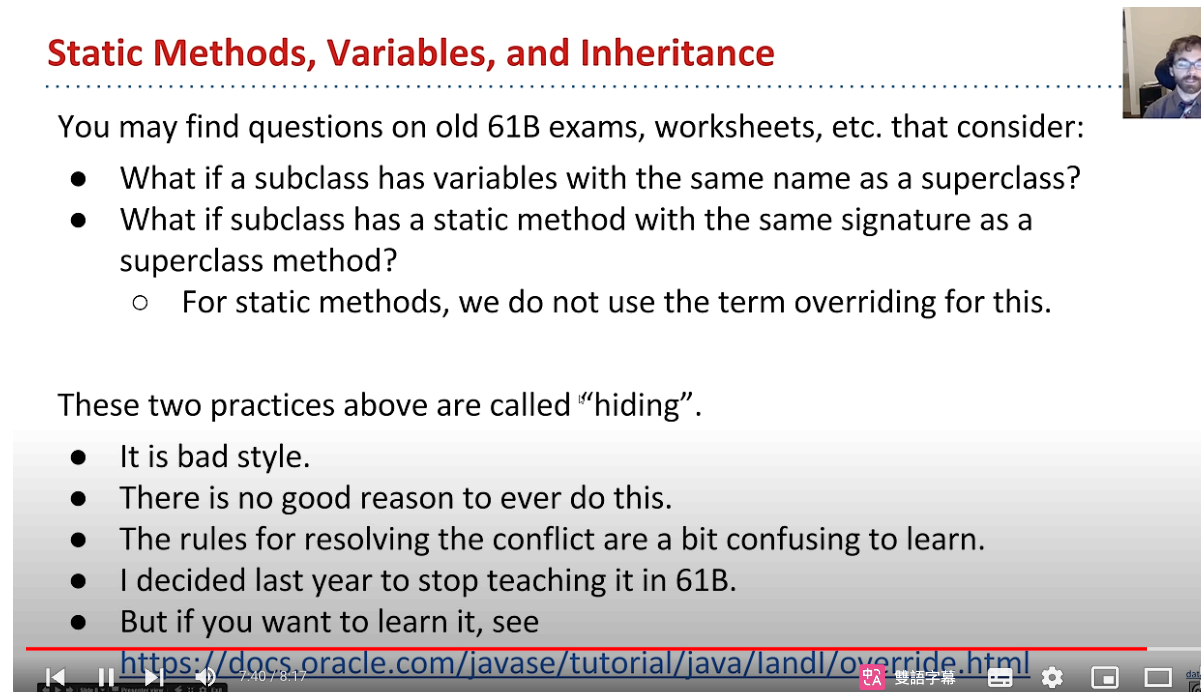 Static Methods, Variables, and Inheritance
You may find questions on old 61B exams, worksheets, etc. that consider:
● What if a subclass has variables with the same name as a superclass?
● What if subclass has a static method with the same signature as a
superclass method?
○ For static methods, we do not use the term overriding for this.
These two practices above are called “hiding”.
● It is bad style.
● There is no good reason to ever do this.
● The rules for resolving the conflict are a bit confusing to learn.
● I decided last year to stop teaching it in 61B.
● But if you want to learn it, see
https://docs.oracle.com/javase/tutorial/java/IandI/override.html
7:40 / 8:17
中A 雙語字幕